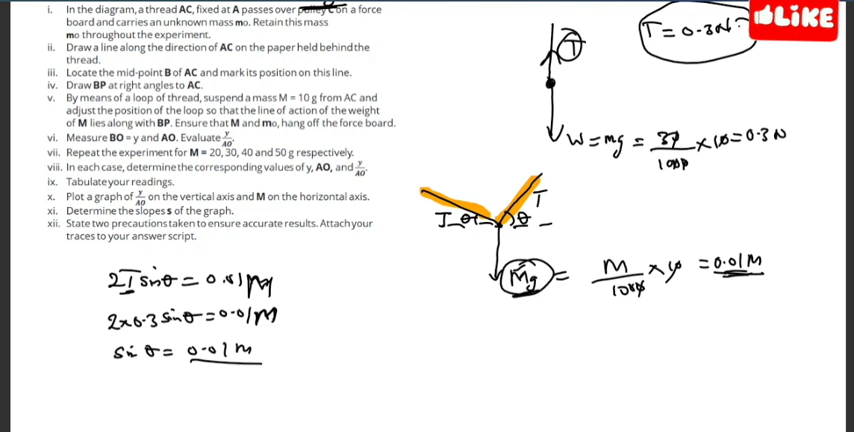 i. In the diagram, a thread AC, fixed at A passes over pulley C on a force
board and carries an unknown mass mo. Retain this mass
mo throughout the experiment.
ii. Draw a line along the direction of AC on the paper held behind the
thread.
iii. Locate the mid-point B of AC and mark its position on this line.
iv. Draw BP at right angles to AC.
v. By means of a loop of thread, suspend a mass M = 10 g from AC and
adjust the position of the loop so that the line of action of the weight
of M lies along with BP. Ensure that M and mo, hang off the force board.
vi. Measure BO = y and AO. Evaluate y/AO.
vii. Repeat the experiment for M = 20, 30, 40 and 50 g respectively.
viii. In each case, determine the corresponding values of y, AO, and y/AO.
ix. Tabulate your readings.
x. Plot a graph of y/AO on the vertical axis and M on the horizontal axis.
xi. Determine the slopes s of the graph.
xii. State two precautions taken to ensure accurate results. Attach your
traces to your answer script.
T = 0.3N
LiKE
T
W = mg = 30/1000 × 10 = 0.3 N
T
T θ θ
Mg = M/1000 × 10 = 0.01M
2T sinθ = 0.01M
2×0.3 sinθ = 0.01M
sin θ = 0.01M